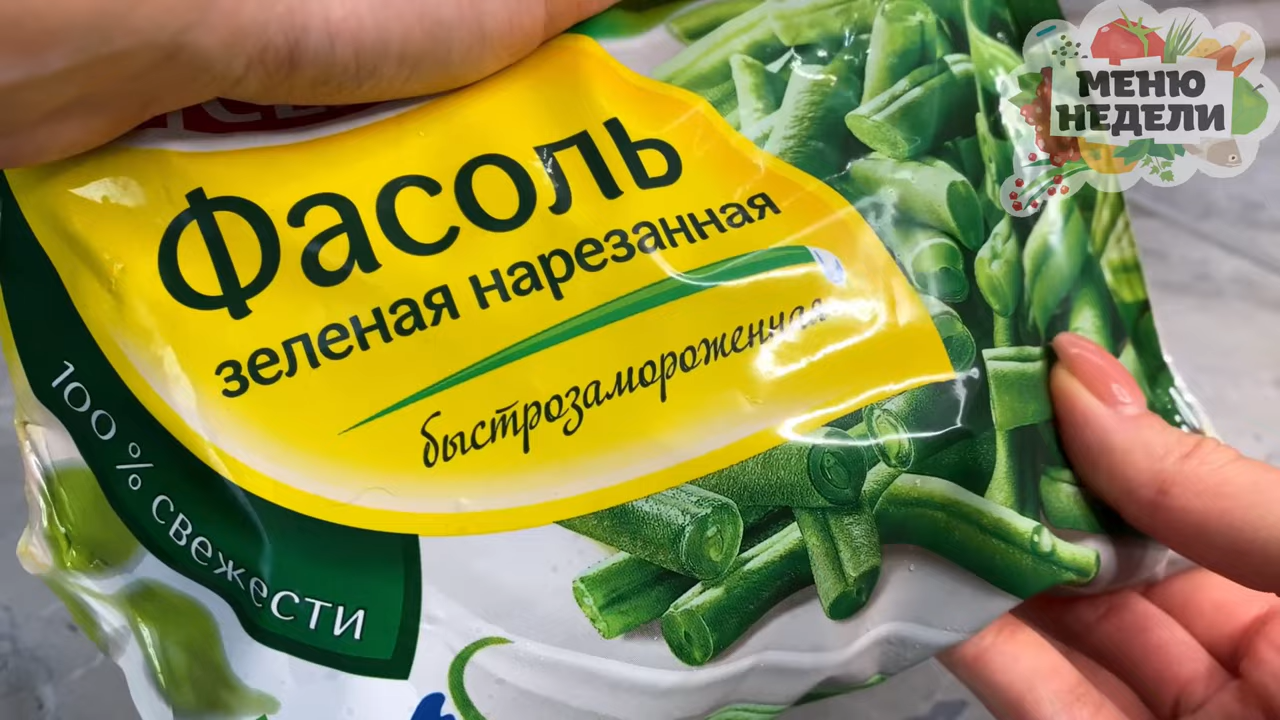 МЕНЮ
НЕДЕЛИ
Фасоль
зеленая нарезанная
быстрозамороженная
100 % свежести